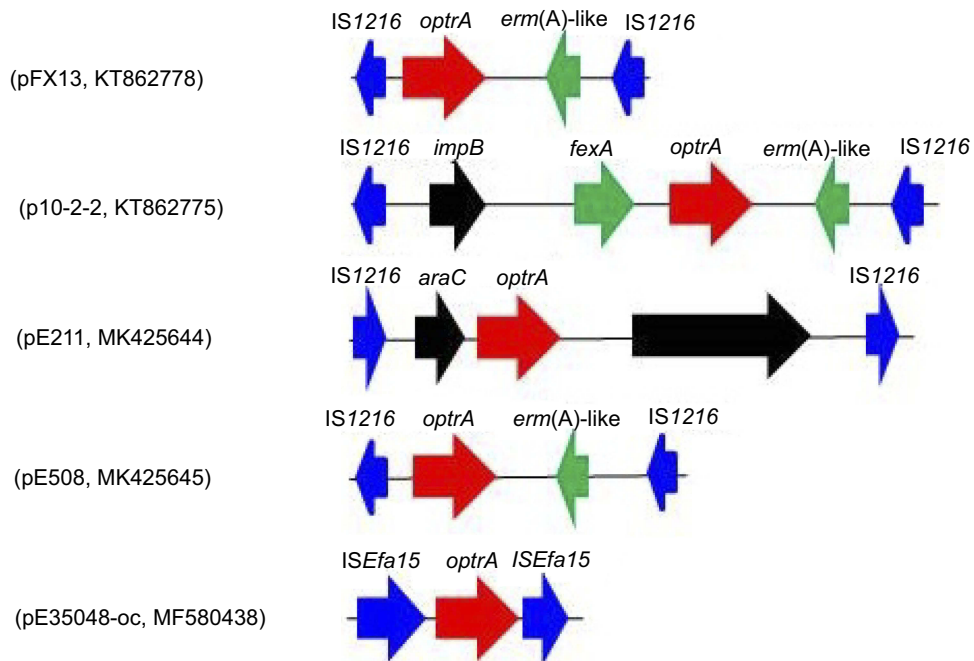 IS1216 optrA erm(A)-like IS1216
(pFX13, KT862778)
IS1216 impB fexA optrA erm(A)-like IS1216
(p10-2-2, KT862775)
IS1216 araC optrA IS1216
(pE211, MK425644)
IS1216 optrA erm(A)-like IS1216
(pE508, MK425645)
ISEfa15 optrA ISEfa15
(pE35048-oc, MF580438)